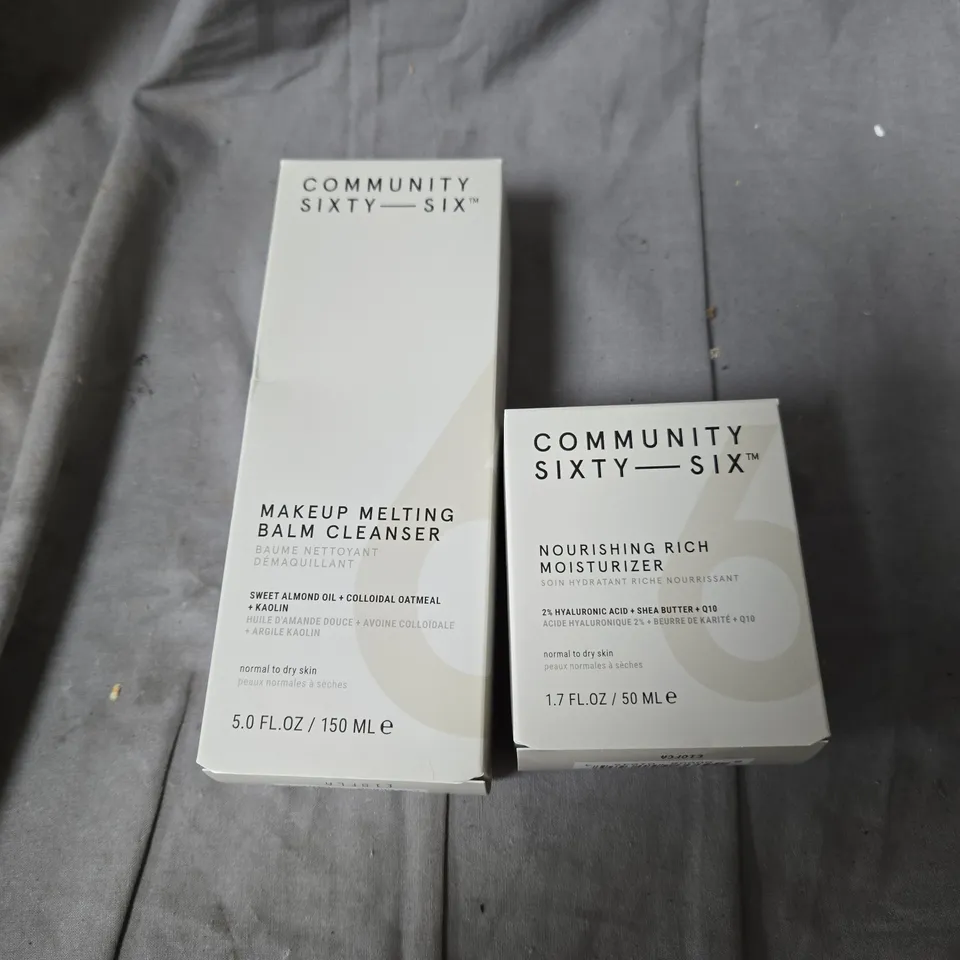 COMMUNITY
SIXTY—SIX™
MAKEUP MELTING
BALM CLEANSER
BAUME NETTOYANT
DÉMAQUILLANT
SWEET ALMOND OIL + COLLOIDAL OATMEAL
+ KAOLIN
HUILE D'AMANDE DOUCE + AVOINE COLLOÏDALE
+ ARGILE KAOLIN
normal to dry skin
peaux normales à sèches
5.0 FL.OZ / 150 ML ℮
COMMUNITY
SIXTY—SIX™
NOURISHING RICH
MOISTURIZER
SOIN HYDRATANT RICHE NOURRISSANT
2% HYALURONIC ACID + SHEA BUTTER + Q10
ACIDE HYALURONIQUE 2% + BEURRE DE KARITÉ + Q10
normal to dry skin
peaux normales à sèches
1.7 FL.OZ / 50 ML ℮